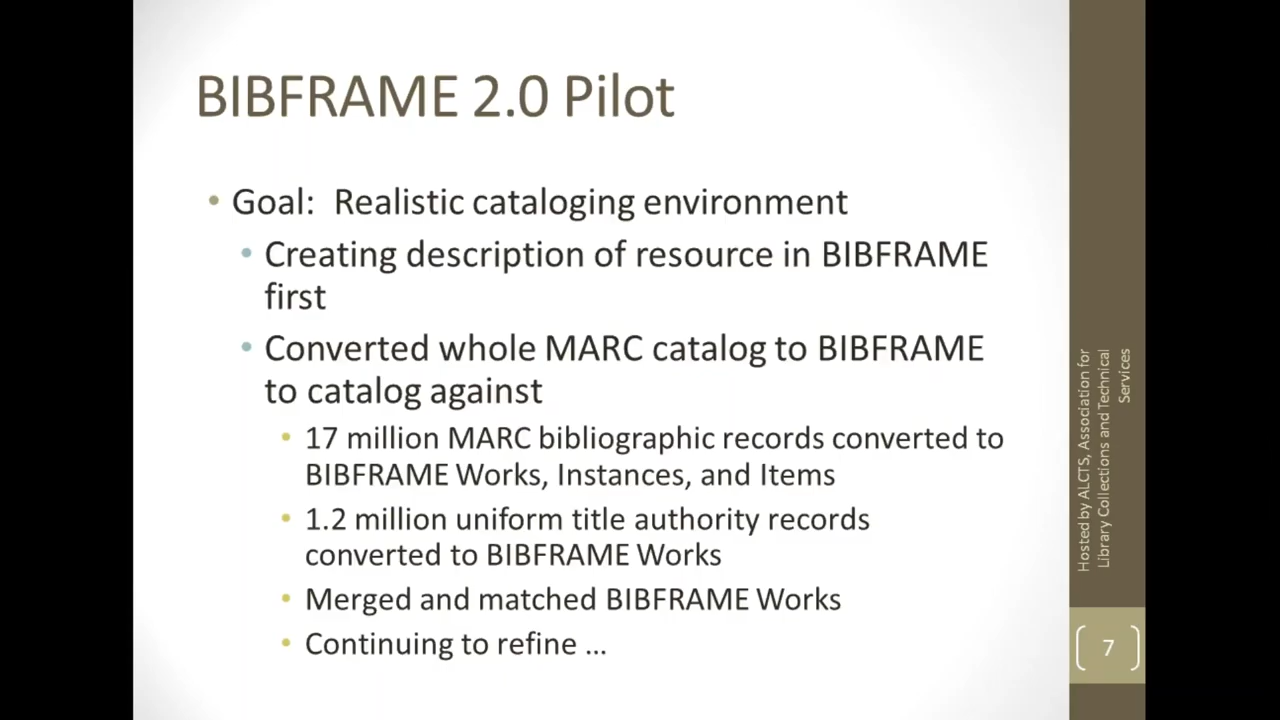 BIBFRAME 2.0 Pilot
• Goal: Realistic cataloging environment
• Creating description of resource in BIBFRAME
first
• Converted whole MARC catalog to BIBFRAME
to catalog against
• 17 million MARC bibliographic records converted to
BIBFRAME Works, Instances, and Items
• 1.2 million uniform title authority records
converted to BIBFRAME Works
• Merged and matched BIBFRAME Works
• Continuing to refine …
Hosted by ALCTS, Association for
Library Collections and Technical
Services
7